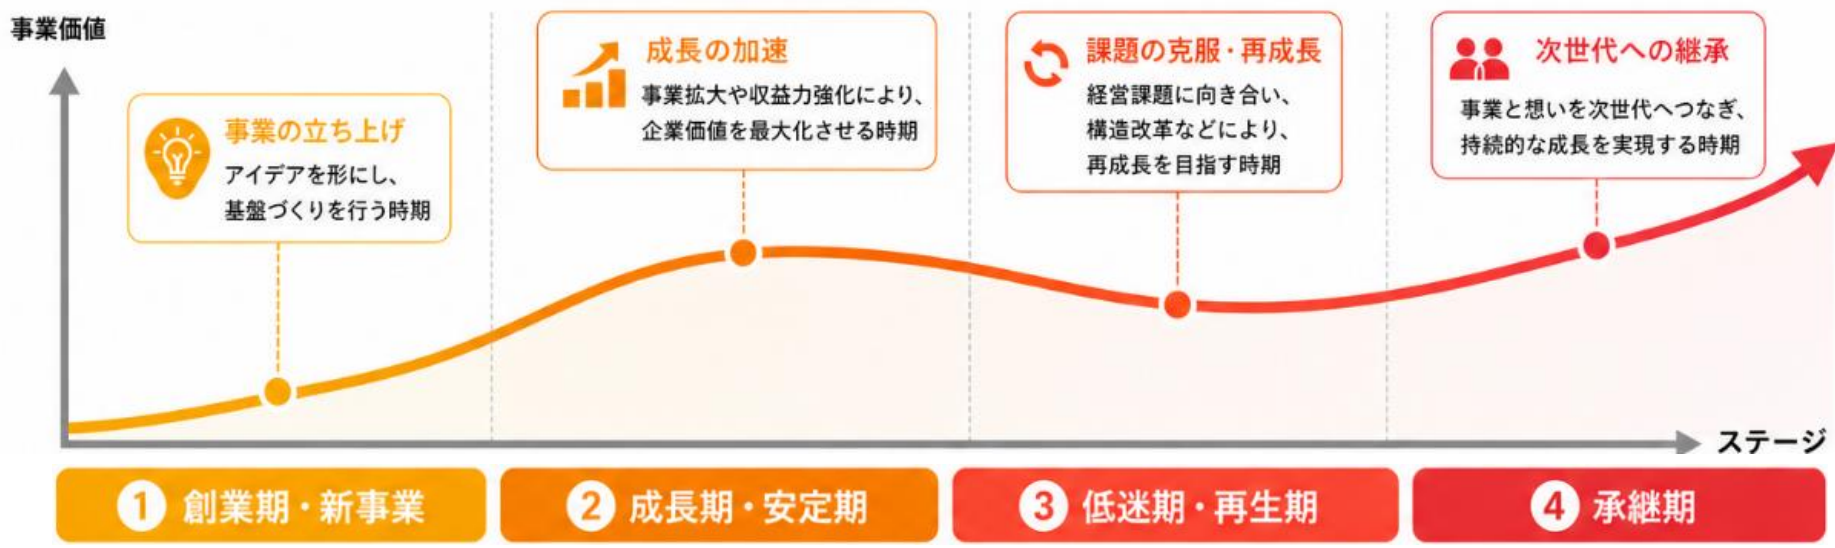 事業価値
事業の立ち上げ
アイデアを形にし、
基盤づくりを行う時期
成長の加速
事業拡大や収益力強化により、
企業価値を最大化させる時期
課題の克服・再成長
経営課題に向き合い、
構造改革などにより、
再成長を目指す時期
次世代への継承
事業と想いを次世代へつなぎ、
持続的な成長を実現する時期
ステージ
1 創業期・新事業
2 成長期・安定期
3 低迷期・再生期
4 承継期